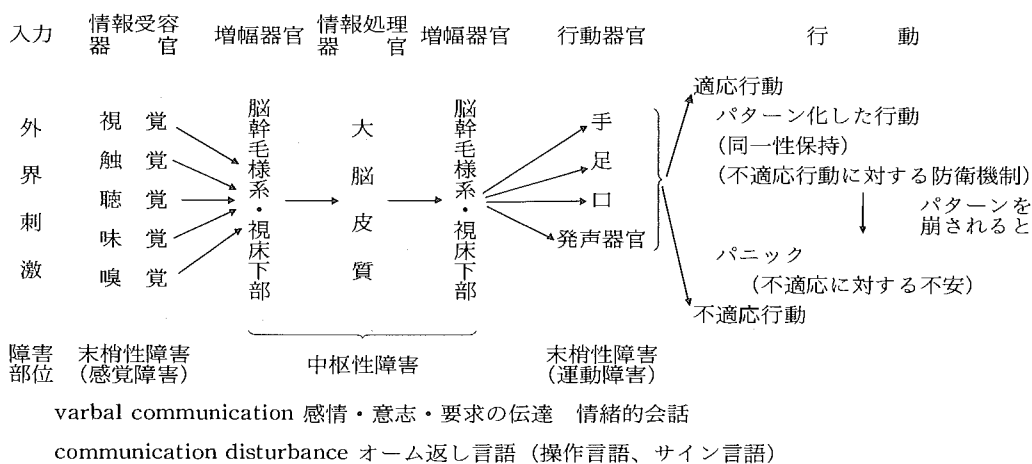 入力 情報受容器官 増幅器官 情報処理器官 増幅器官 行動器官 行動
外界刺激
視覚
触覚
聴覚
味覚
嗅覚
脳幹毛様系・視床下部
大脳皮質
脳幹毛様系・視床下部
手
足
口
発声器官
適応行動
パターン化した行動
(同一性保持)
(不適応行動に対する防衛機制)
パターンを
崩されると
パニック
(不適応に対する不安)
不適応行動
障害部位
末梢性障害
(感覚障害)
中枢性障害
末梢性障害
(運動障害)
varbal communication 感情・意志・要求の伝達 情緒的会話
communication disturbance オーム返し言語(操作言語、サイン言語)